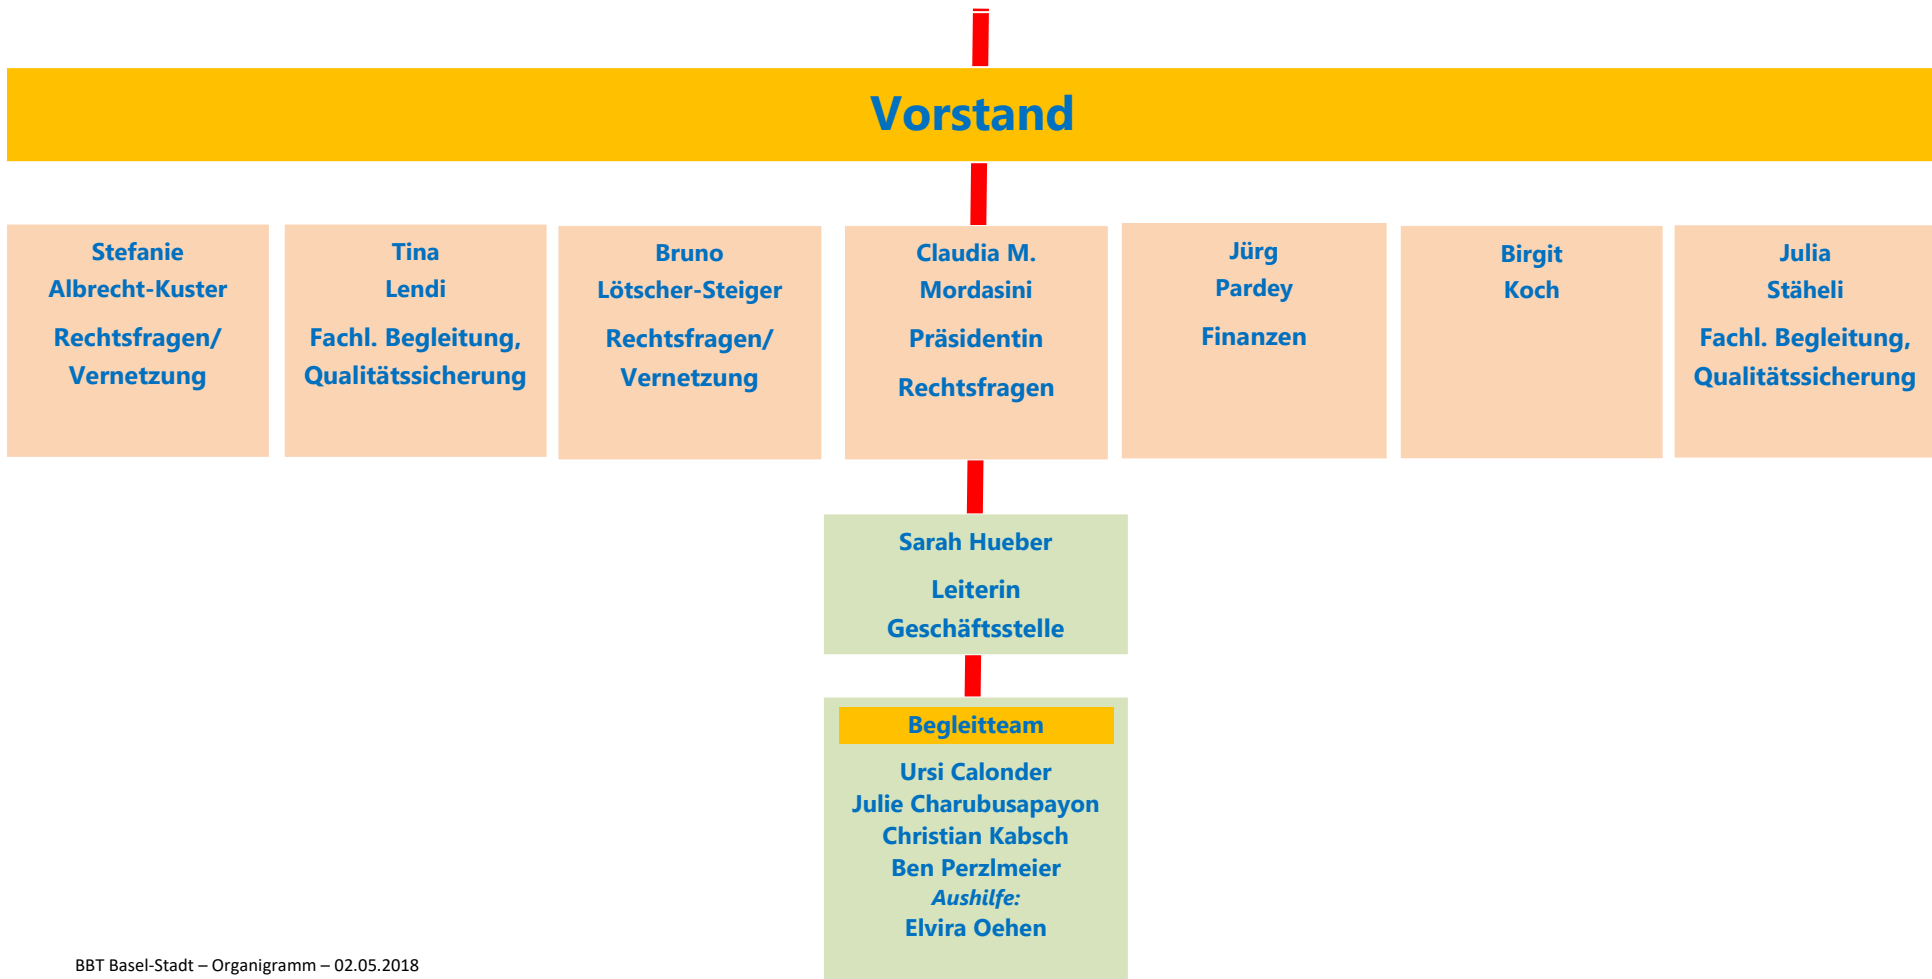 Vorstand
Stefanie
Albrecht-Kuster
Rechtsfragen/
Vernetzung
Tina
Lendi
Fachl. Begleitung,
Qualitätssicherung
Bruno
Lötscher-Steiger
Rechtsfragen/
Vernetzung
Claudia M.
Mordasini
Präsidentin
Rechtsfragen
Jürg
Pardey
Finanzen
Birgit
Koch
Julia
Stäheli
Fachl. Begleitung,
Qualitätssicherung
Sarah Hueber
Leiterin
Geschäftsstelle
Begleitteam
Ursi Calonder
Julie Charubusapayon
Christian Kabsch
Ben Perzlmeier
Aushilfe:
Elvira Oehen
BBT Basel-Stadt – Organigramm – 02.05.2018